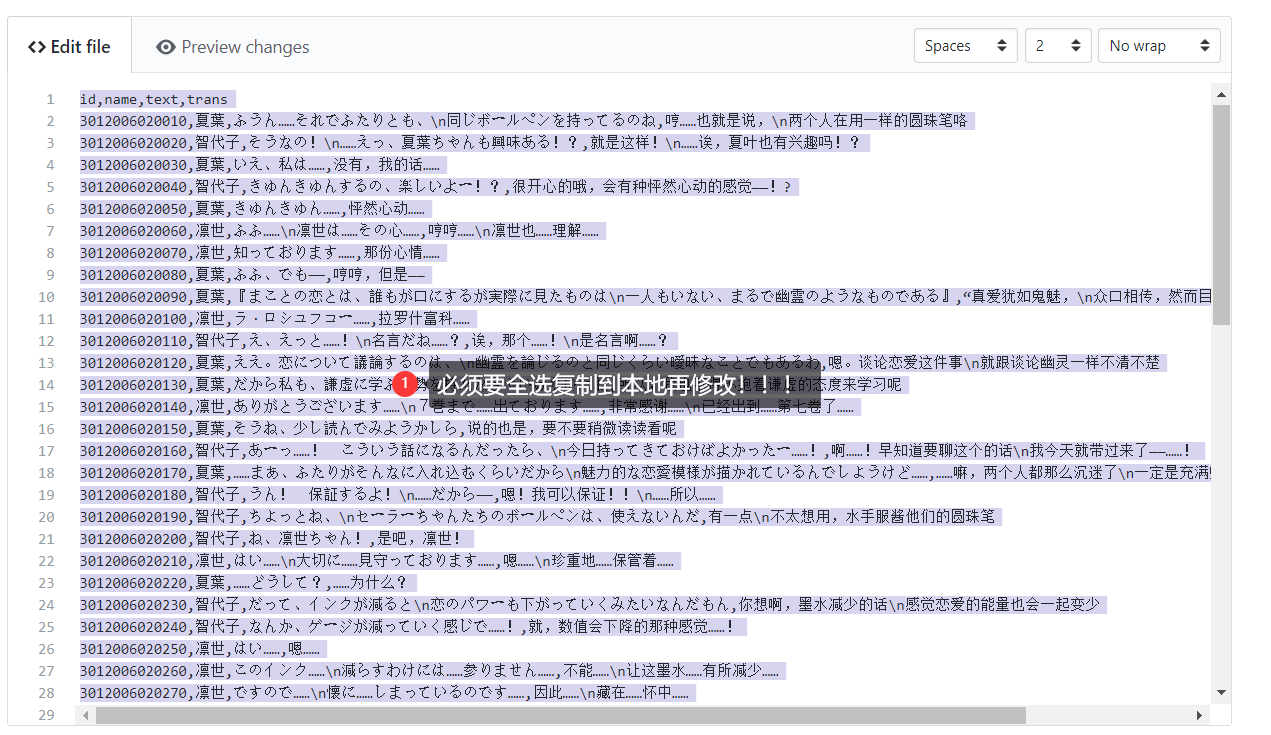 Edit file
Preview changes
Spaces
2
No wrap
1 id,name,text,trans
2 3012006020010,夏葉,ふうん……それでふたりとも、\n同じボールペンを持ってるのね,哼……也就是说，\n两个人在用一样的圆珠笔咯
3 3012006020020,智代子,そうなの！\n……えっ、夏葉ちゃんも興味ある！？,就是这样！\n……诶，夏叶也有兴趣吗！？
4 3012006020030,夏葉,いえ、私は……,没有，我的话……
5 3012006020040,智代子,きゅんきゅんするの、楽しいよー！？,很开心的哦，会有种怦然心动的感觉——！?
6 3012006020050,夏葉,きゅんきゅん……,怦然心动……
7 3012006020060,凛世,ふふ……\n凛世は……その心……,哼哼……\n凛世也……理解……
8 3012006020070,凛世,知っております……,那份心情……
9 3012006020080,夏葉,ふふ、でも——,哼哼，但是——
10 3012006020090,夏葉,『まことの恋とは、誰もが口にするが実際に見たものは\n一人もいない、まるで幽霊のようなものである』,“真爱犹如鬼魅，\n众口相传，然而目
11 3012006020100,凛世,ラ・ロシュフコー……,拉罗什富科……
12 3012006020110,智代子,え、えっと……！\n名言だね……？,诶，那个……！\n是名言啊……？
13 3012006020120,夏葉,ええ。恋について議論するのは、\n幽霊を論じるのと同じくらい曖昧なことでもあるわ,嗯。谈论恋爱这件事\n就跟谈论幽灵一样不清不楚
14 3012006020130,夏葉,だから私も、謙虚に学ぶ
抱着谦虚的态度来学习呢
1 必须要全选复制到本地再修改！！！
15 3012006020140,凛世,ありがとうございます……\n７巻まで……出ております……,非常感谢……\n已经出到……第七卷了……
16 3012006020150,夏葉,そうね、少し読んでみようかしら,说的也是，要不要稍微读读看呢
17 3012006020160,智代子,あーっ……！　こういう話になるんだったら、\n今日持ってきておけばよかったー……！,啊……！早知道要聊这个的话\n我今天就带过来了——……！
18 3012006020170,夏葉,……まあ、ふたりがそんなに入れ込むくらいだから\n魅力的な恋愛模様が描かれているんでしょうけど……,……嘛，两个人都那么沉迷了\n一定是充满
19 3012006020180,智代子,うん！　保証するよ！\n……だから——,嗯！我可以保证！！\n……所以……
20 3012006020190,智代子,ちょっとね、\nセーラーちゃんたちのボールペンは、使えないんだ,有一点\n不太想用，水手服酱他们的圆珠笔
21 3012006020200,智代子,ね、凛世ちゃん！,是吧，凛世！
22 3012006020210,凛世,はい……\n大切に……見守っております……,嗯……\n珍重地……保管着……
23 3012006020220,夏葉,……どうして？,……为什么？
24 3012006020230,智代子,だって、インクが減ると\n恋のパワーも下がっていくみたいなんだもん,你想啊，墨水减少的话\n感觉恋爱的能量也会一起变少
25 3012006020240,智代子,なんか、ゲージが減っていく感じで……！,就，数值会下降的那种感觉……！
26 3012006020250,凛世,はい……,嗯……
27 3012006020260,凛世,このインク……\n減らすわけには……参りません……,不能……\n让这墨水……有所减少……
28 3012006020270,凛世,ですので……\n懐に……しまっているのです……,因此……\n藏在……怀中……
29